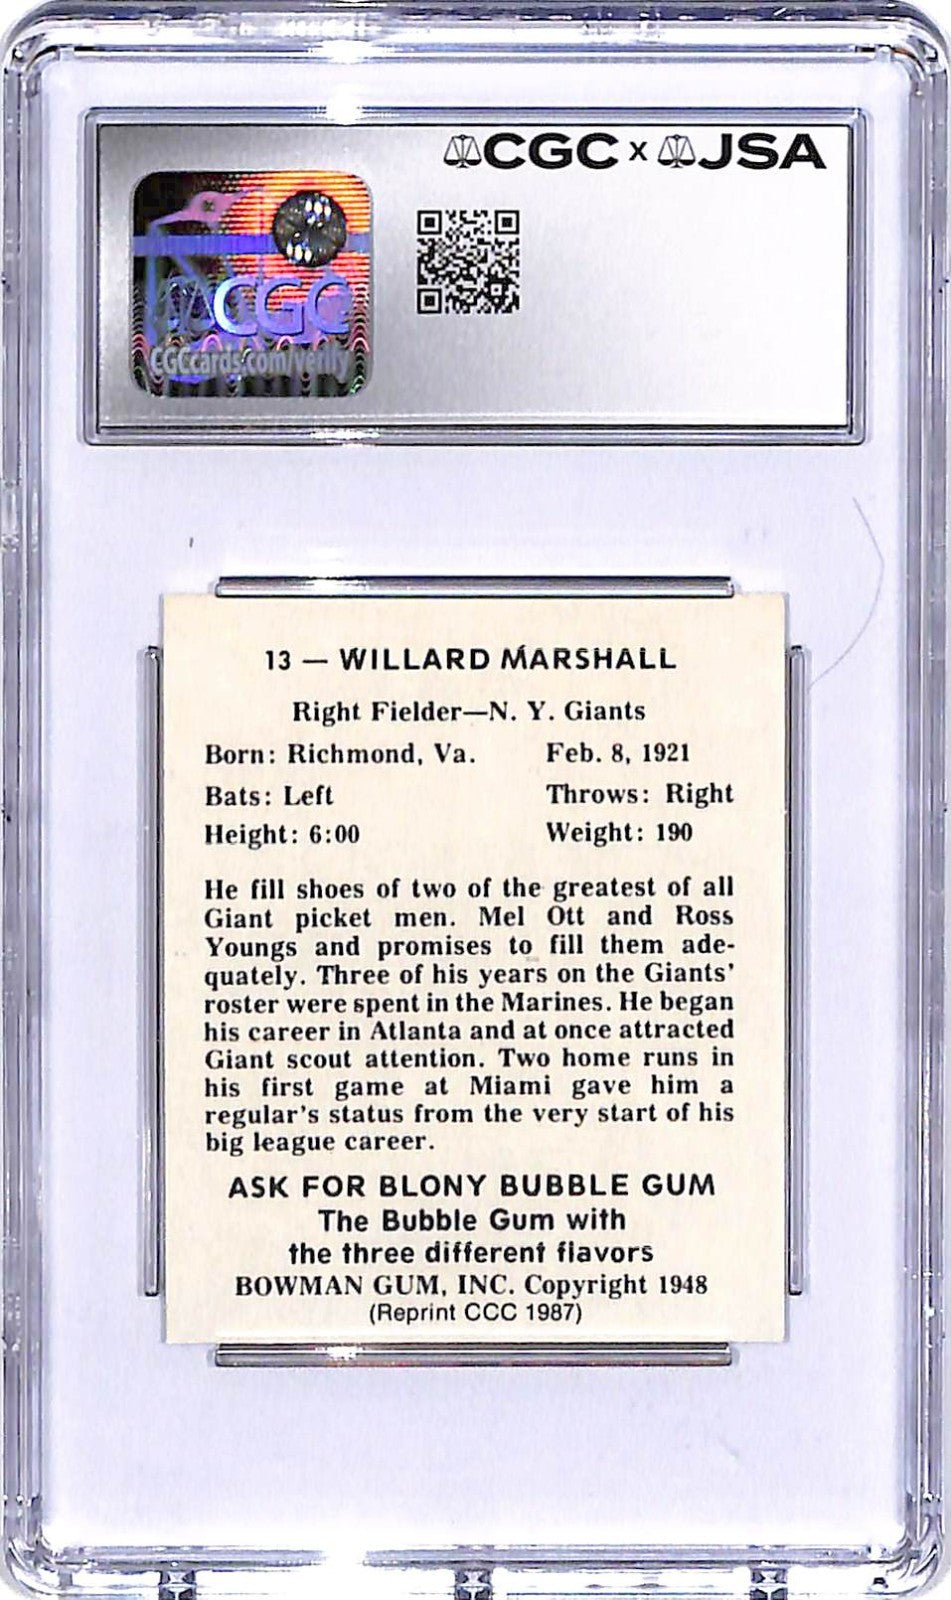 CGC x JSA
CGC
CGCcards.com/verify
13 — WILLARD MARSHALL
Right Fielder—N. Y. Giants
Born: Richmond, Va. Feb. 8, 1921
Bats: Left Throws: Right
Height: 6:00 Weight: 190
He fill shoes of two of the greatest of all
Giant picket men. Mel Ott and Ross
Youngs and promises to fill them ade-
quately. Three of his years on the Giants'
roster were spent in the Marines. He began
his career in Atlanta and at once attracted
Giant scout attention. Two home runs in
his first game at Miami gave him a
regular's status from the very start of his
big league career.
ASK FOR BLONY BUBBLE GUM
The Bubble Gum with
the three different flavors
BOWMAN GUM, INC. Copyright 1948
(Reprint CCC 1987)